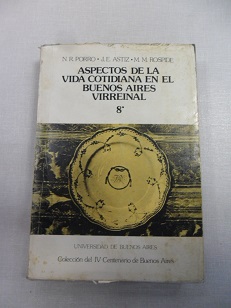 N. R. PORRO - J. E. ASTIZ - M. M. ROSPIDE
ASPECTOS DE LA
VIDA COTIDIANA EN EL
BUENOS AIRES
VIRREINAL
8*
UNIVERSIDAD DE BUENOS AIRES
Colección del IV Centenario de Buenos Aires